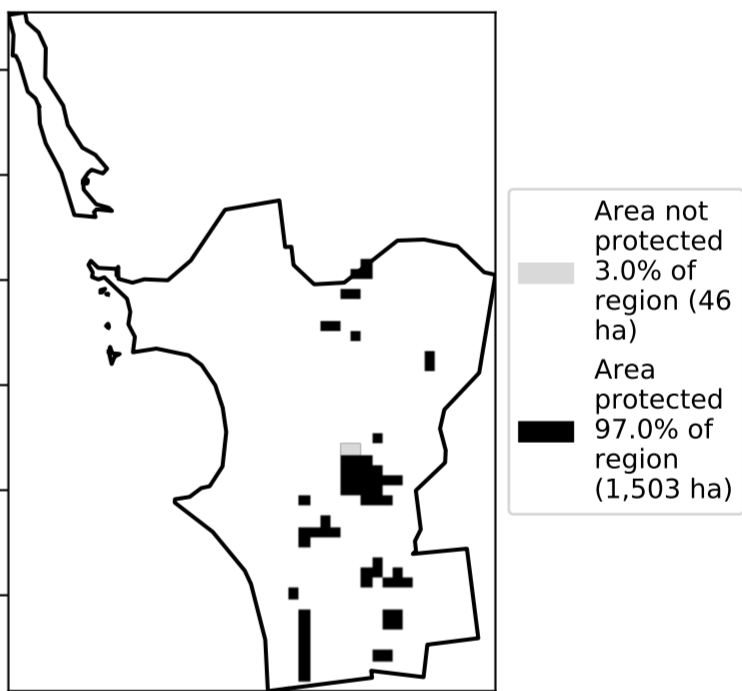 Area not
protected
3.0% of
region (46
ha)
Area
protected
97.0% of
region
(1,503 ha)